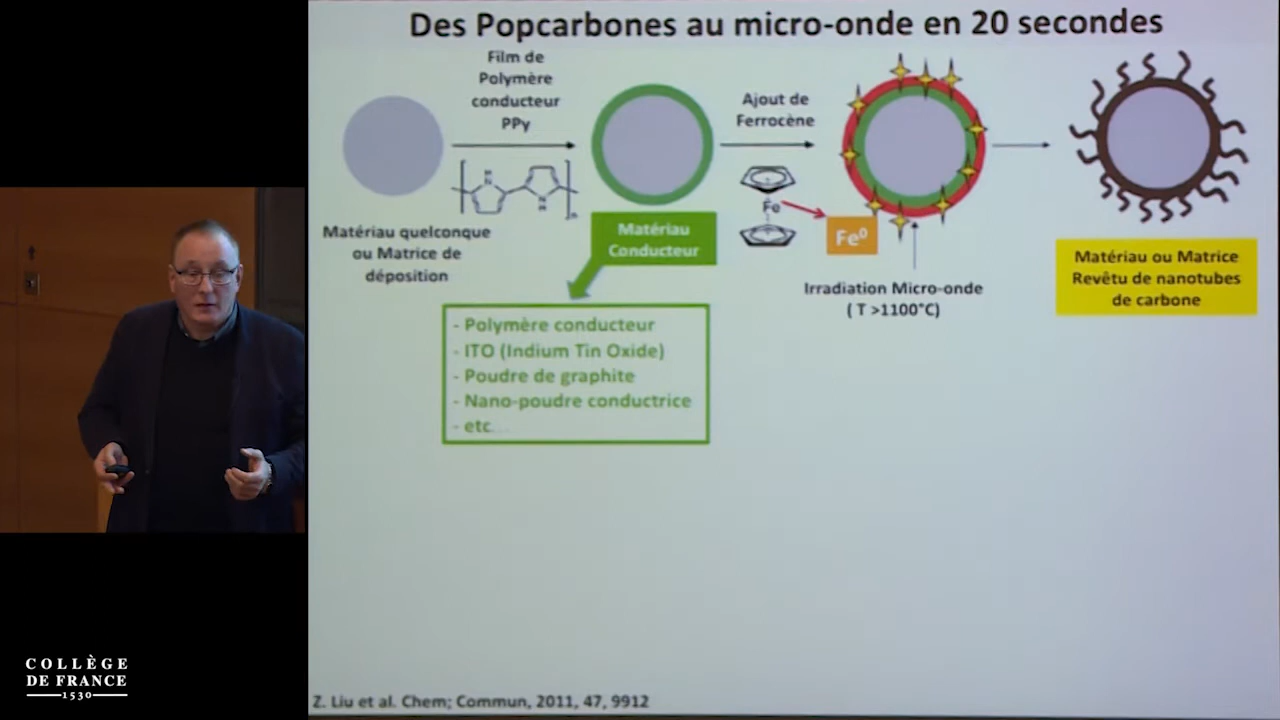 Des Popcarbones au micro-onde en 20 secondes
Film de
Polymère
conducteur
PPy
Ajout de
Ferrocène
H
N
N
H
n
Fe
Fe⁰
Matériau quelconque
ou Matrice de
déposition
Matériau
Conducteur
Irradiation Micro-onde
( T >1100°C)
Matériau ou Matrice
Revêtu de nanotubes
de carbone
- Polymère conducteur
- ITO (Indium Tin Oxide)
- Poudre de graphite
- Nano-poudre conductrice
- etc...
Z. Liu et al. Chem; Commun, 2011, 47, 9912
COLLÈGE
DE FRANCE
1530